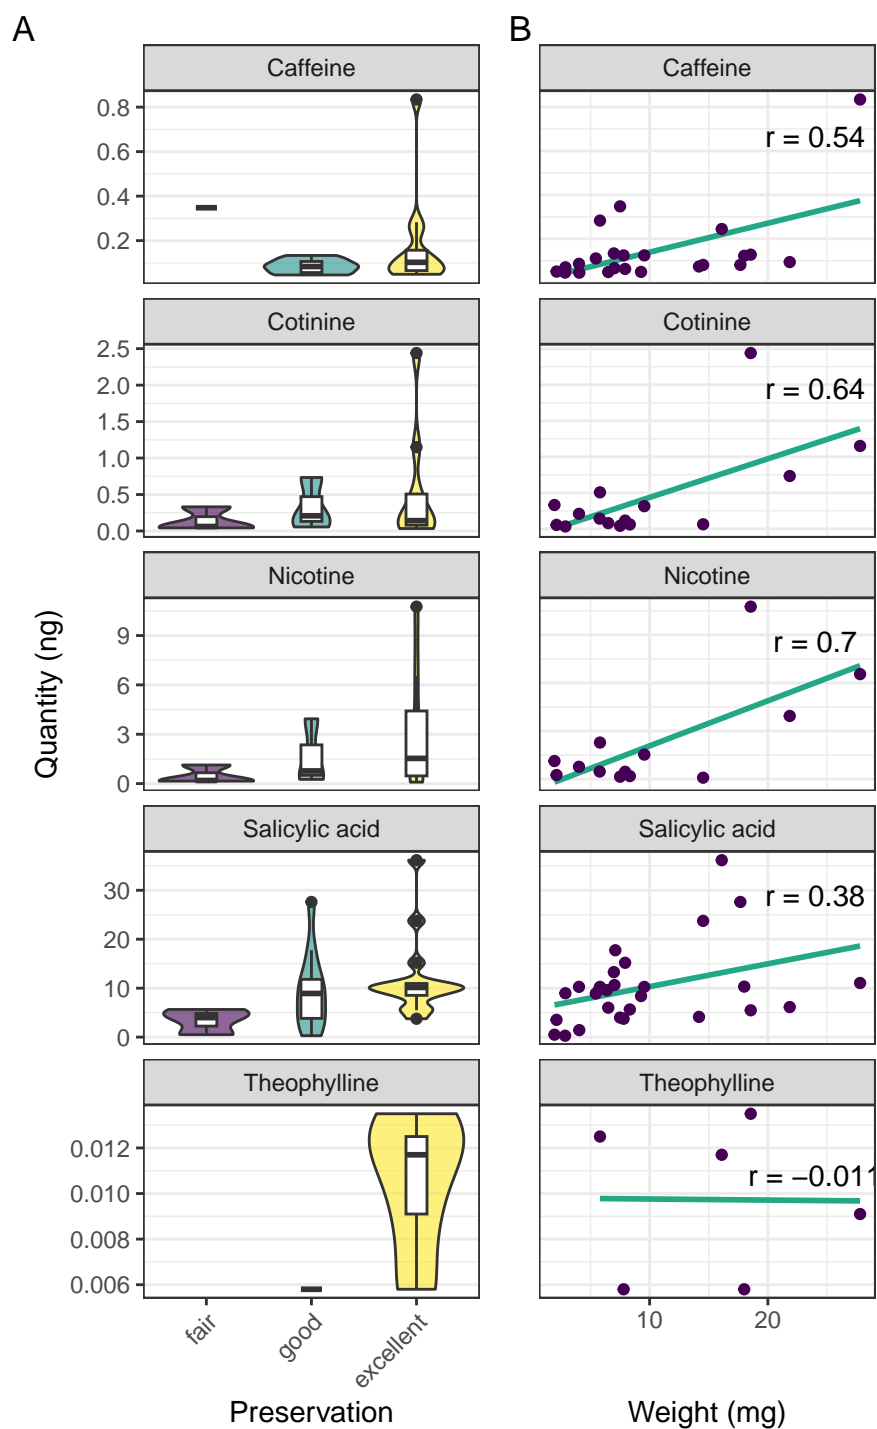 A
B
Caffeine
Caffeine
0.8
0.6
0.4
0.2
r = 0.54
Cotinine
Cotinine
2.5
2.0
1.5
1.0
0.5
0.0
r = 0.64
Nicotine
Nicotine
9
6
3
0
r = 0.7
Quantity (ng)
Salicylic acid
Salicylic acid
30
20
10
0
r = 0.38
Theophylline
Theophylline
0.012
0.010
0.008
0.006
r = −0.011
fair
good
excellent
10
20
Preservation
Weight (mg)